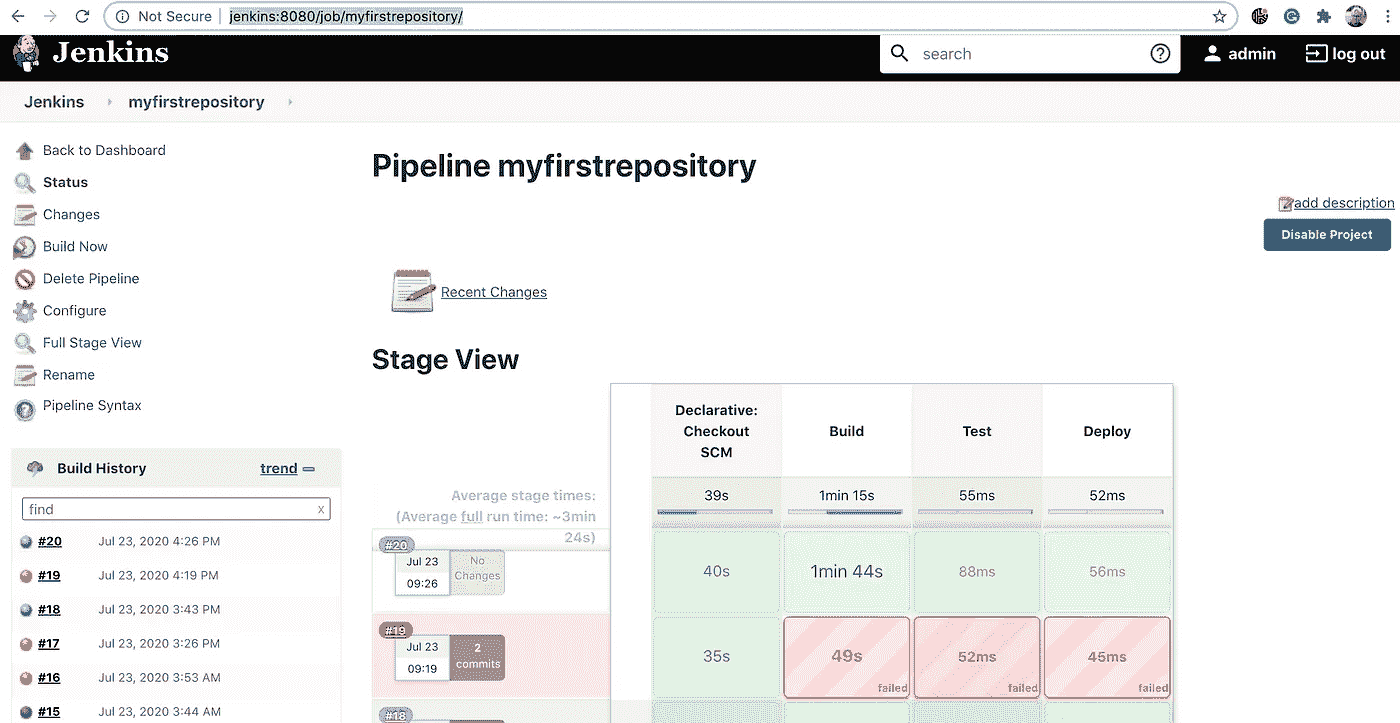 Not Secure
jenkins:8080/job/myfirstrepository/
Jenkins
search
admin
log out
Jenkins
myfirstrepository
Back to Dashboard
Status
Changes
Build Now
Delete Pipeline
Configure
Full Stage View
Rename
Pipeline Syntax
Build History
trend
find
x
#20 Jul 23, 2020 4:26 PM
#19 Jul 23, 2020 4:19 PM
#18 Jul 23, 2020 3:43 PM
#17 Jul 23, 2020 3:26 PM
#16 Jul 23, 2020 3:53 AM
#15 Jul 23, 2020 3:44 AM
Pipeline myfirstrepository
add description
Disable Project
Recent Changes
Stage View
Declarative:
Checkout
SCM
Build
Test
Deploy
Average stage times:
(Average full run time: ~3min
24s)
39s
1min 15s
55ms
52ms
#20
Jul 23
09:26
No
Changes
40s
1min 44s
88ms
56ms
#19
Jul 23
09:19
2
commits
35s
49s
failed
52ms
failed
45ms
failed
#18